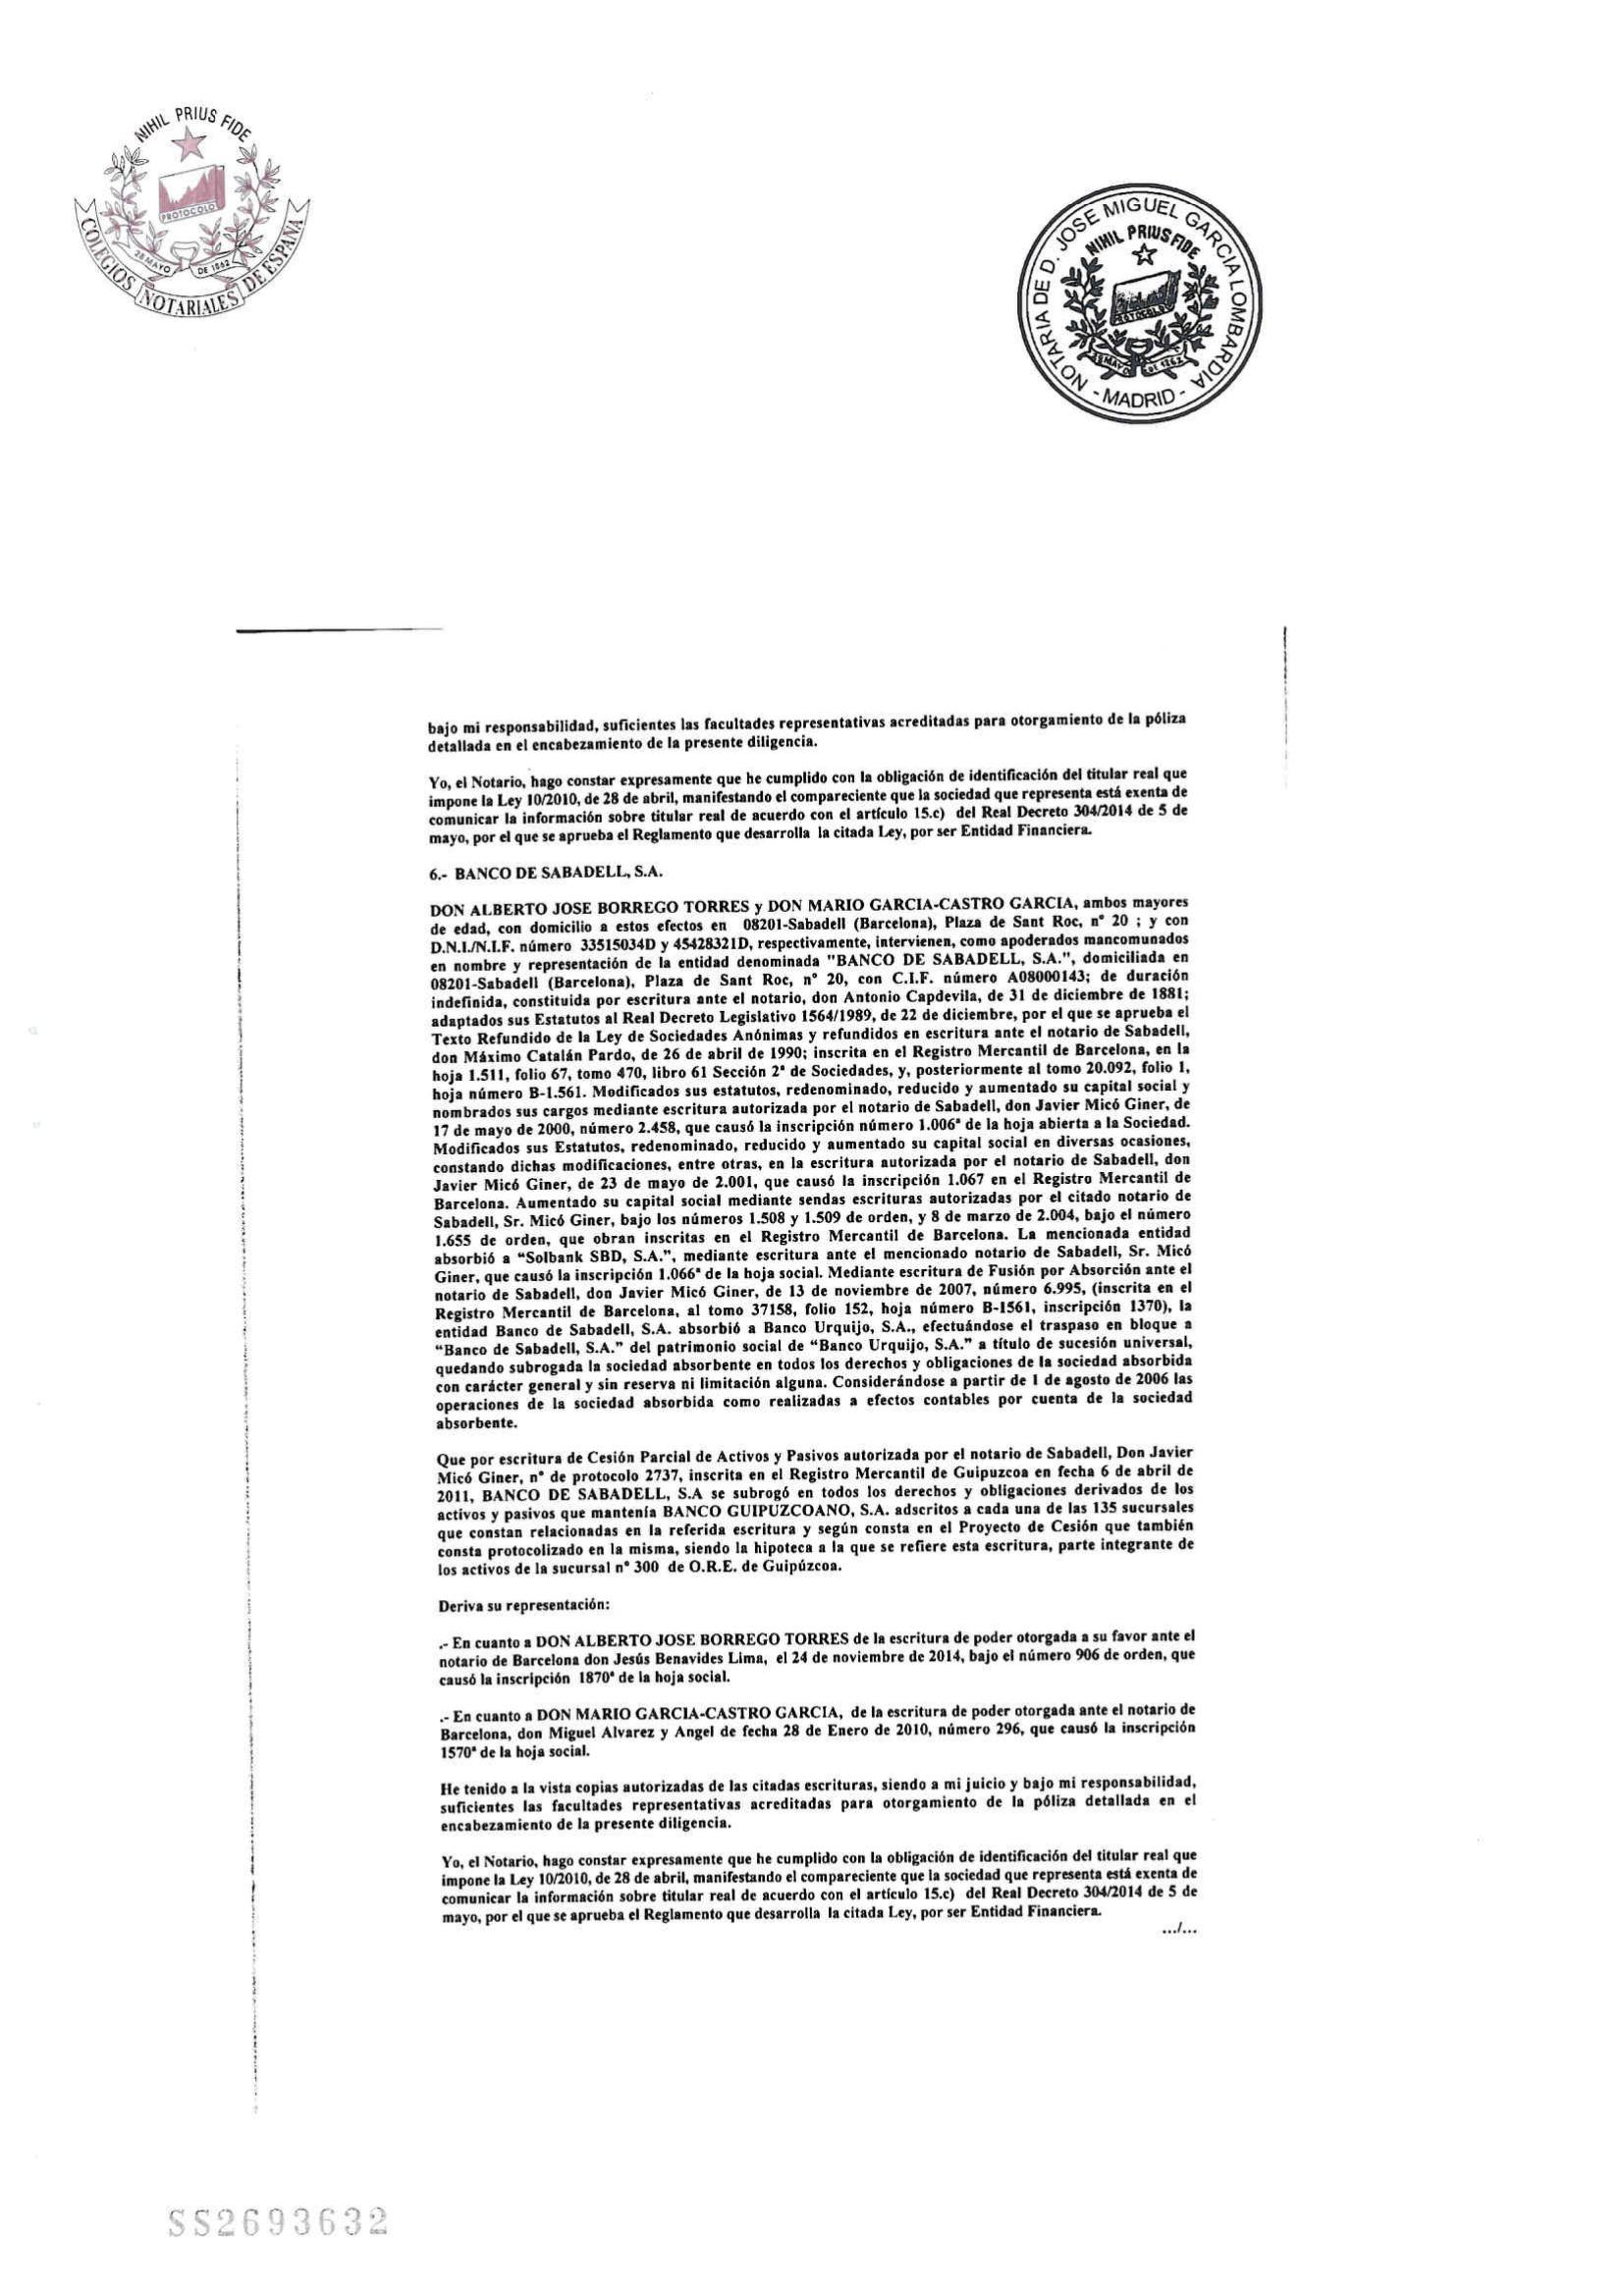 NIHIL PRIUS FIDE
PROTOCOLO
28 MAYO DE 1862
COLEGIOS NOTARIALES DE ESPAÑA
NOTARIA DE D. JOSE MIGUEL GARCIA LOMBARDIA
NIHIL PRIUS FIDE
PROTOCOLO
28 MAYO DE 1862
- MADRID -
bajo mi responsabilidad, suficientes las facultades representativas acreditadas para otorgamiento de la póliza
detallada en el encabezamiento de la presente diligencia.
Yo, el Notario, hago constar expresamente que he cumplido con la obligación de identificación del titular real que
impone la Ley 10/2010, de 28 de abril, manifestando el compareciente que la sociedad que representa está exenta de
comunicar la información sobre titular real de acuerdo con el artículo 15.c) del Real Decreto 304/2014 de 5 de
mayo, por el que se aprueba el Reglamento que desarrolla la citada Ley, por ser Entidad Financiera.
6.- BANCO DE SABADELL, S.A.
DON ALBERTO JOSE BORREGO TORRES y DON MARIO GARCIA-CASTRO GARCIA, ambos mayores
de edad, con domicilio a estos efectos en 08201-Sabadell (Barcelona), Plaza de Sant Roc, nº 20 ; y con
D.N.I./N.I.F. número 33515034D y 45428321D, respectivamente, intervienen, como apoderados mancomunados
en nombre y representación de la entidad denominada "BANCO DE SABADELL, S.A.", domiciliada en
08201-Sabadell (Barcelona), Plaza de Sant Roc, nº 20, con C.I.F. número A08000143; de duración
indefinida, constituida por escritura ante el notario, don Antonio Capdevila, de 31 de diciembre de 1881;
adaptados sus Estatutos al Real Decreto Legislativo 1564/1989, de 22 de diciembre, por el que se aprueba el
Texto Refundido de la Ley de Sociedades Anónimas y refundidos en escritura ante el notario de Sabadell,
don Máximo Catalán Pardo, de 26 de abril de 1990; inscrita en el Registro Mercantil de Barcelona, en la
hoja 1.511, folio 67, tomo 470, libro 61 Sección 2ª de Sociedades, y, posteriormente al tomo 20.092, folio 1,
hoja número B-1.561. Modificados sus estatutos, redenominado, reducido y aumentado su capital social y
nombrados sus cargos mediante escritura autorizada por el notario de Sabadell, don Javier Micó Giner, de
17 de mayo de 2000, número 2.458, que causó la inscripción número 1.006ª de la hoja abierta a la Sociedad.
Modificados sus Estatutos, redenominado, reducido y aumentado su capital social en diversas ocasiones,
constando dichas modificaciones, entre otras, en la escritura autorizada por el notario de Sabadell, don
Javier Micó Giner, de 23 de mayo de 2.001, que causó la inscripción 1.067 en el Registro Mercantil de
Barcelona. Aumentado su capital social mediante sendas escrituras autorizadas por el citado notario de
Sabadell, Sr. Micó Giner, bajo los números 1.508 y 1.509 de orden, y 8 de marzo de 2.004, bajo el número
1.655 de orden, que obran inscritas en el Registro Mercantil de Barcelona. La mencionada entidad
absorbió a “Solbank SBD, S.A.”, mediante escritura ante el mencionado notario de Sabadell, Sr. Micó
Giner, que causó la inscripción 1.066ª de la hoja social. Mediante escritura de Fusión por Absorción ante el
notario de Sabadell, don Javier Micó Giner, de 13 de noviembre de 2007, número 6.995, (inscrita en el
Registro Mercantil de Barcelona, al tomo 37158, folio 152, hoja número B-1561, inscripción 1370), la
entidad Banco de Sabadell, S.A. absorbió a Banco Urquijo, S.A., efectuándose el traspaso en bloque a
“Banco de Sabadell, S.A.” del patrimonio social de “Banco Urquijo, S.A.” a título de sucesión universal,
quedando subrogada la sociedad absorbente en todos los derechos y obligaciones de la sociedad absorbida
con carácter general y sin reserva ni limitación alguna. Considerándose a partir de 1 de agosto de 2006 las
operaciones de la sociedad absorbida como realizadas a efectos contables por cuenta de la sociedad
absorbente.
Que por escritura de Cesión Parcial de Activos y Pasivos autorizada por el notario de Sabadell, Don Javier
Micó Giner, nº de protocolo 2737, inscrita en el Registro Mercantil de Guipuzcoa en fecha 6 de abril de
2011, BANCO DE SABADELL, S.A se subrogó en todos los derechos y obligaciones derivados de los
activos y pasivos que mantenía BANCO GUIPUZCOANO, S.A. adscritos a cada una de las 135 sucursales
que constan relacionadas en la referida escritura y según consta en el Proyecto de Cesión que también
consta protocolizado en la misma, siendo la hipoteca a la que se refiere esta escritura, parte integrante de
los activos de la sucursal nº 300 de O.R.E. de Guipúzcoa.
Deriva su representación:
.- En cuanto a DON ALBERTO JOSE BORREGO TORRES de la escritura de poder otorgada a su favor ante el
notario de Barcelona don Jesús Benavides Lima, el 24 de noviembre de 2014, bajo el número 906 de orden, que
causó la inscripción 1870ª de la hoja social.
.- En cuanto a DON MARIO GARCIA-CASTRO GARCIA, de la escritura de poder otorgada ante el notario de
Barcelona, don Miguel Alvarez y Angel de fecha 28 de Enero de 2010, número 296, que causó la inscripción
1570ª de la hoja social.
He tenido a la vista copias autorizadas de las citadas escrituras, siendo a mi juicio y bajo mi responsabilidad,
suficientes las facultades representativas acreditadas para otorgamiento de la póliza detallada en el
encabezamiento de la presente diligencia.
Yo, el Notario, hago constar expresamente que he cumplido con la obligación de identificación del titular real que
impone la Ley 10/2010, de 28 de abril, manifestando el compareciente que la sociedad que representa está exenta de
comunicar la información sobre titular real de acuerdo con el artículo 15.c) del Real Decreto 304/2014 de 5 de
mayo, por el que se aprueba el Reglamento que desarrolla la citada Ley, por ser Entidad Financiera.
.../...
SS2693632